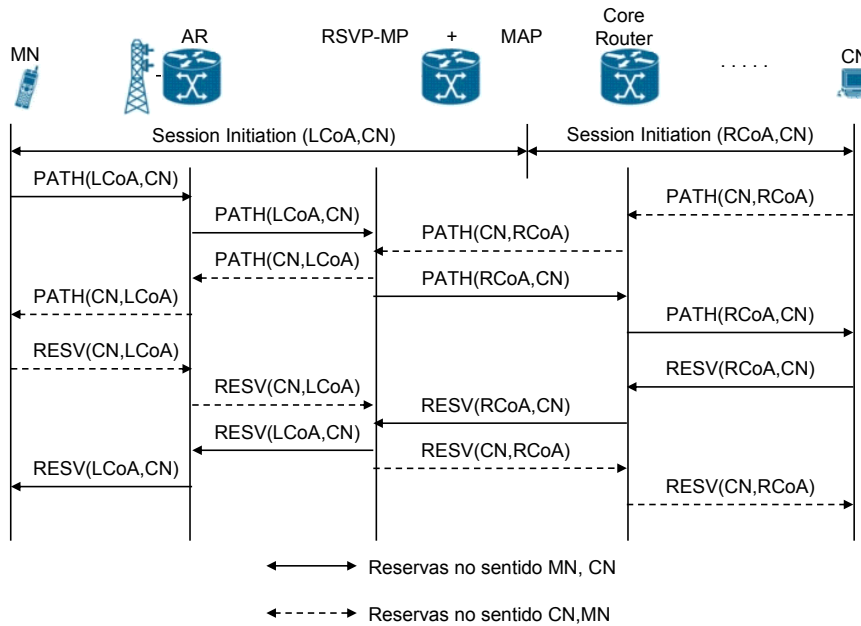 Core
AR RSVP-MP + MAP Router
MN
. . . . .
CN
Session Initiation (LCoA,CN) Session Initiation (RCoA,CN)
PATH(LCoA,CN)
PATH(CN,RCoA)
PATH(LCoA,CN)
PATH(CN,RCoA)
PATH(CN,LCoA)
PATH(RCoA,CN)
PATH(CN,LCoA)
PATH(RCoA,CN)
RESV(CN,LCoA)
RESV(RCoA,CN)
RESV(CN,LCoA)
RESV(RCoA,CN)
RESV(LCoA,CN)
RESV(CN,RCoA)
RESV(LCoA,CN)
RESV(CN,RCoA)
Reservas no sentido MN, CN
Reservas no sentido CN,MN